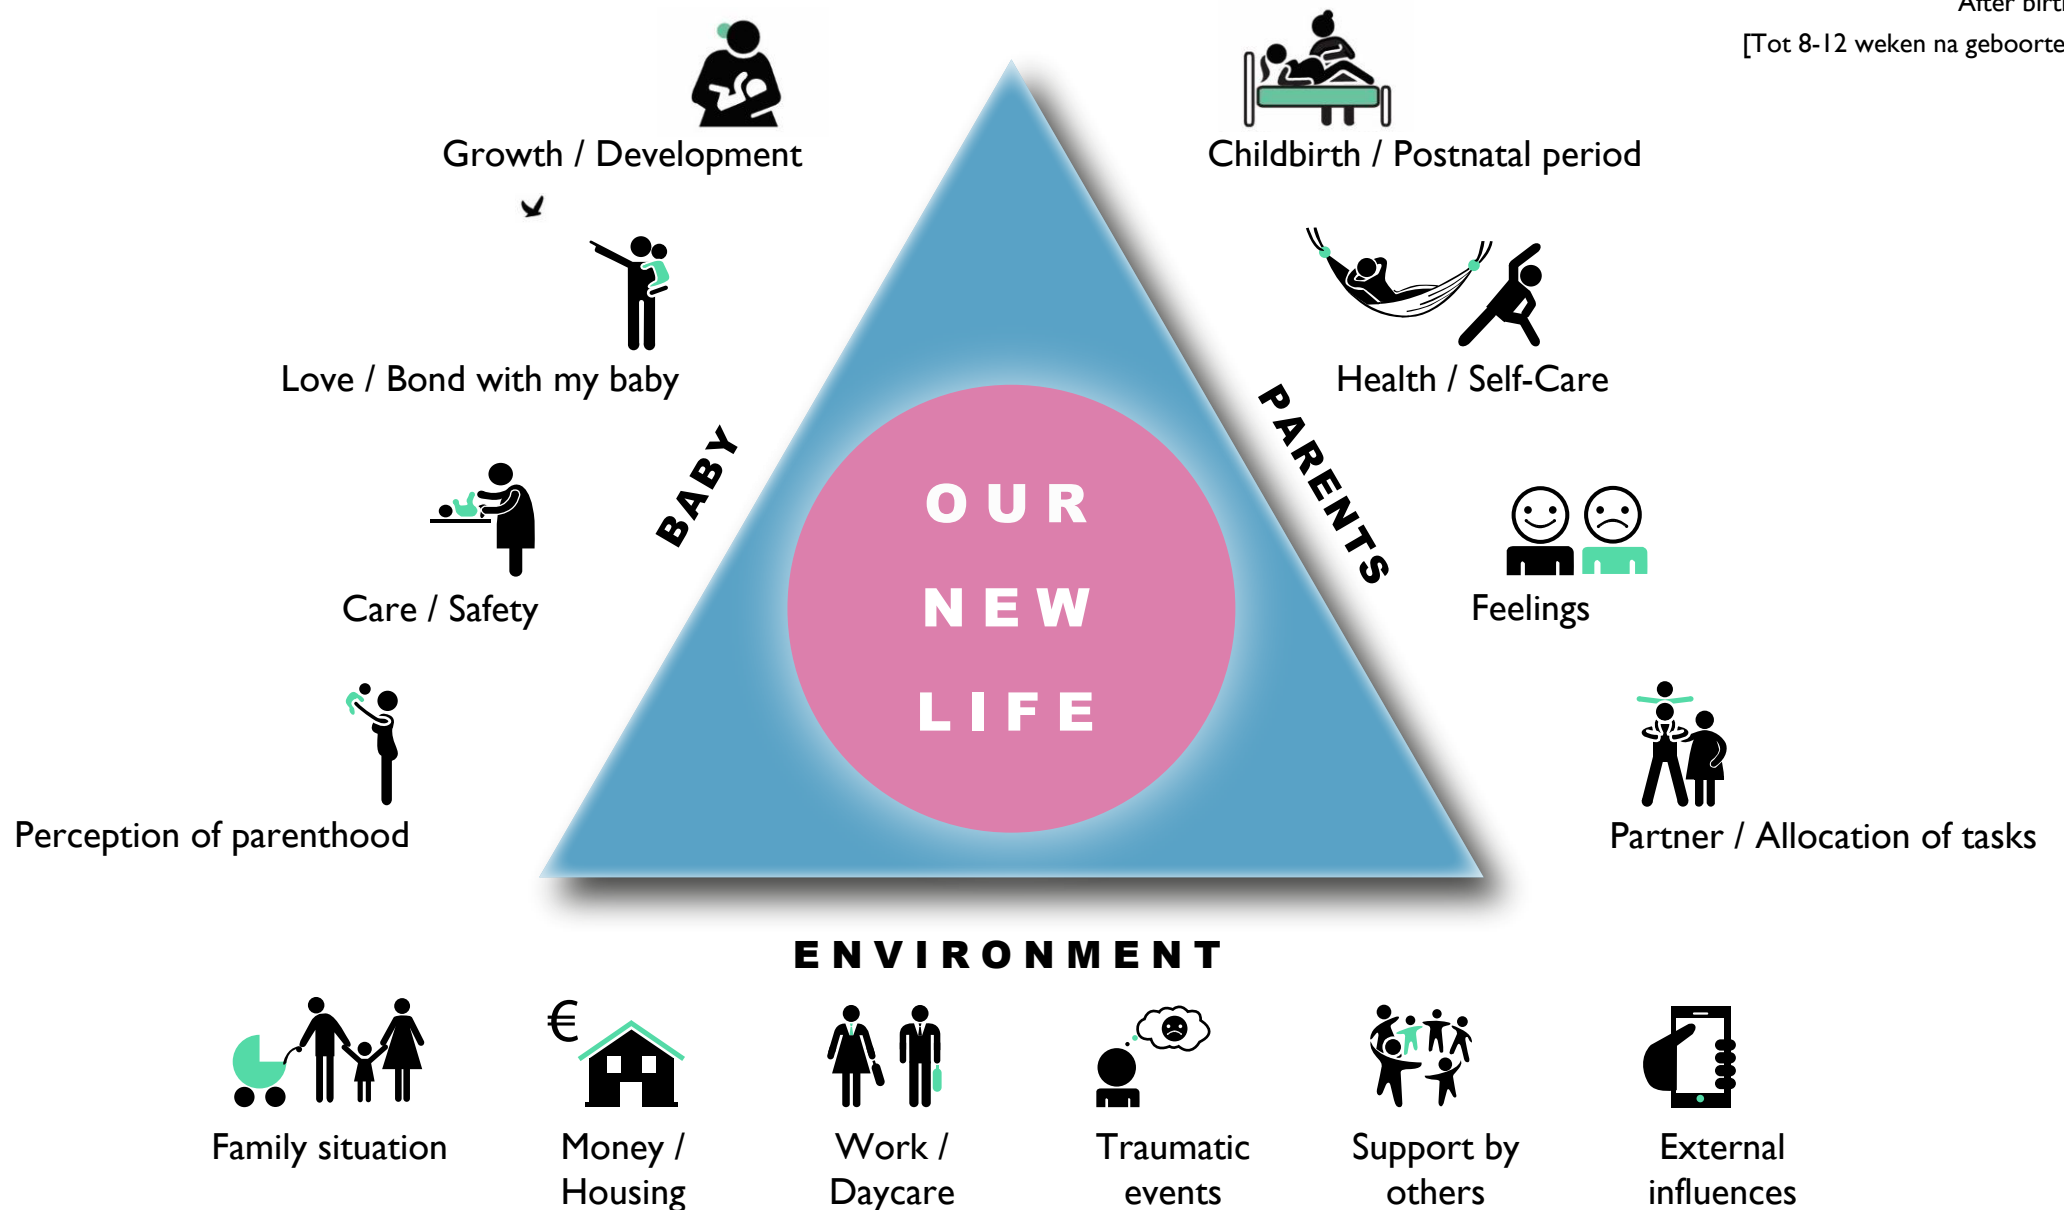 After birth
[Tot 8-12 weken na geboorte
Growth / Development
Childbirth / Postnatal period
Love / Bond with my baby
Health / Self-Care
BABY
PARENTS
OUR
NEW
LIFE
Care / Safety
Feelings
Perception of parenthood
Partner / Allocation of tasks
ENVIRONMENT
€
Family situation
Money /
Housing
Work /
Daycare
Traumatic
events
Support by
others
External
influences